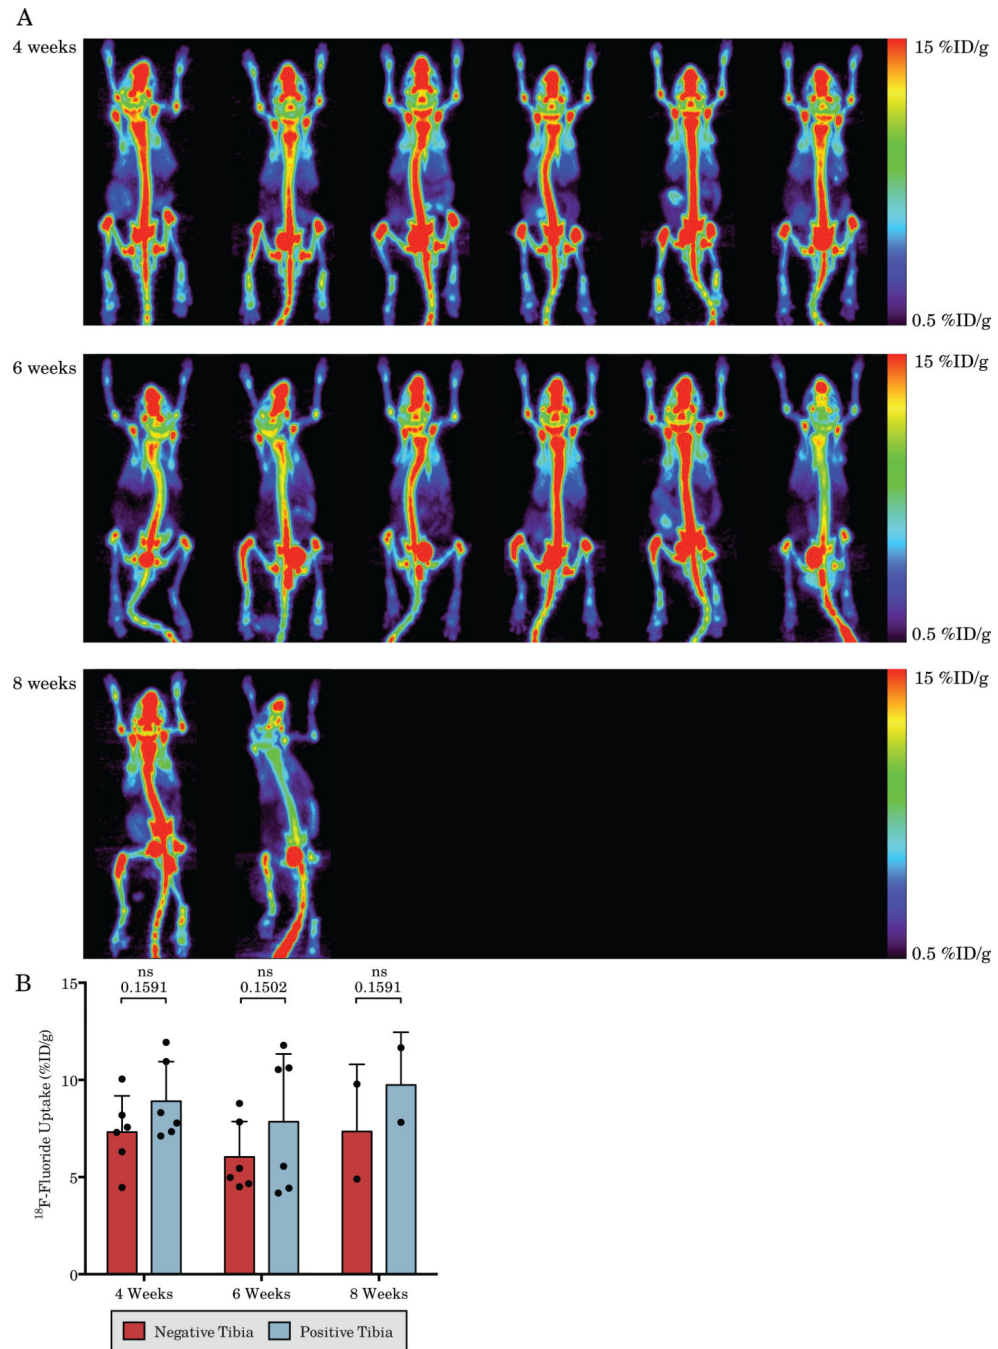 A
4 weeks
15 %ID/g
0.5 %ID/g
6 weeks
15 %ID/g
0.5 %ID/g
8 weeks
15 %ID/g
0.5 %ID/g
B
ns
0.1591
ns
0.1502
ns
0.1591
15
10
5
0
¹⁸F-Fluoride Uptake (%ID/g)
4 Weeks
6 Weeks
8 Weeks
Negative Tibia
Positive Tibia